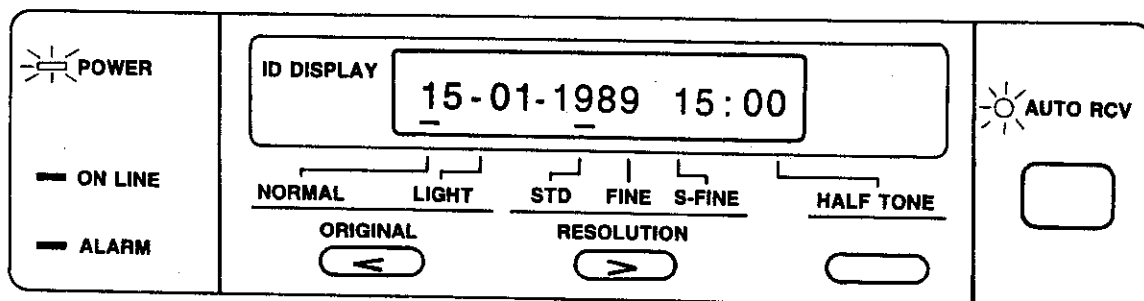 POWER
ON LINE
ALARM
ID DISPLAY
15-01-1989 15:00
NORMAL LIGHT STD FINE S-FINE HALF TONE
ORIGINAL RESOLUTION
< >
AUTO RCV